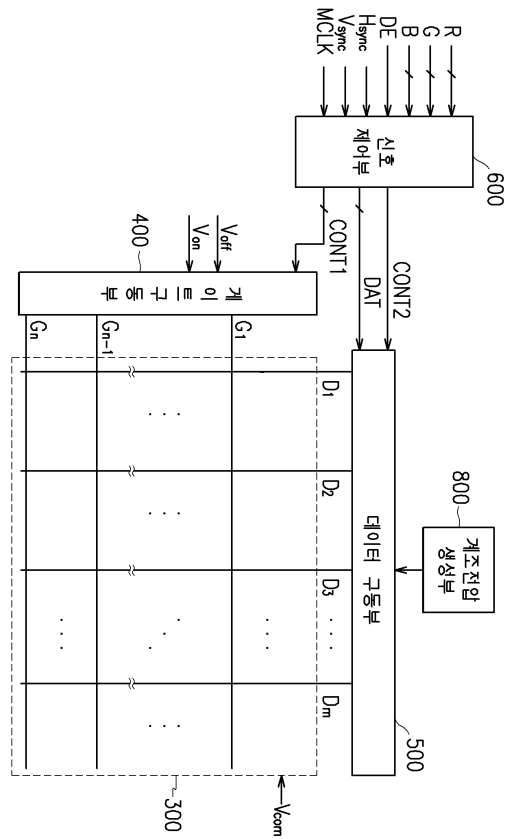 R
G
B
DE
Hsync
Vsync
MCLK
신호
제어부
600
CONT2
DAT
CONT1
Voff
Von
400
게이트 구동부
계조전압
생성부
800
데이터 구동부
500
D1
D2
D3
Dm
G1
Gn-1
Gn
300
Vcom